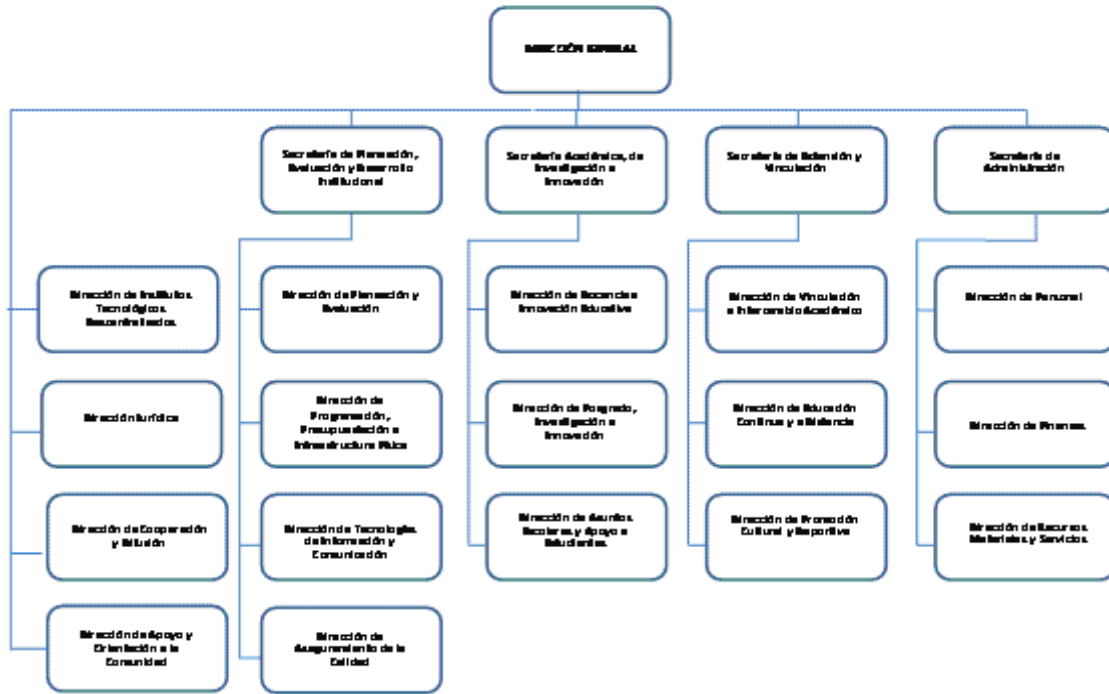 DIRECCIÓN GENERAL
Secretaría de Planeación,
Evaluación y Desarrollo
Institucional
Secretaría Académica, de
Investigación e
Innovación
Secretaría de Extensión y
Vinculación
Secretaría de
Administración
Dirección de Institutos
Tecnológicos
Descentralizados
Dirección de Planeación y
Evaluación
Dirección de Docencia e
Innovación Educativa
Dirección de Vinculación
e Intercambio Académico
Dirección de Personal
Dirección Jurídica
Dirección de
Programación,
Presupuestación e
Infraestructura Física
Dirección de Posgrado,
Investigación e
Innovación
Dirección de Educación
Continua y a Distancia
Dirección de Finanzas
Dirección de Cooperación
y Difusión
Dirección de Tecnologías
de Información y
Comunicación
Dirección de Asuntos
Escolares y Apoyo a
Estudiantes
Dirección de Promoción
Cultural y Deportiva
Dirección de Recursos
Materiales y Servicios
Dirección de Apoyo y
Orientación a la
Comunidad
Dirección de
Aseguramiento de la
Calidad